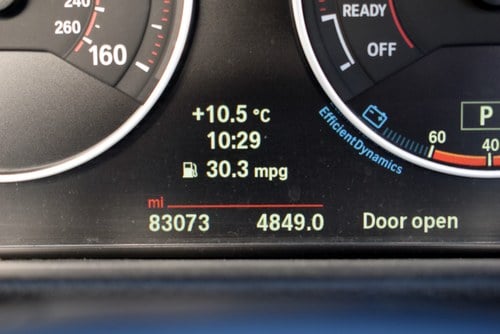 240
260
160
READY
OFF
+10.5 °C
10:29
30.3 mpg
EfficientDynamics
P
60
40
mi
83073 4849.0 Door open